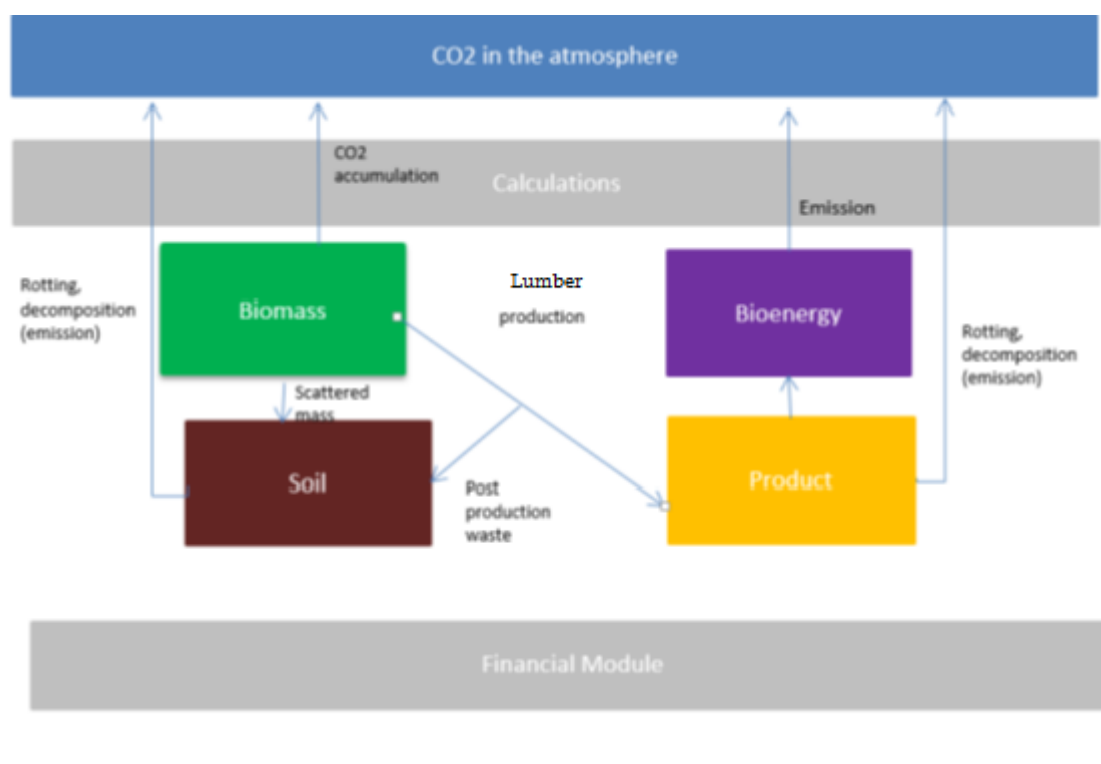 CO2 in the atmosphere
CO2
accumulation
Calculations
Emission
Rotting,
decomposition
(emission)
Biomass
Lumber
production
Bioenergy
Rotting,
decomposition
(emission)
Scattered
mass
Soil
Post
production
waste
Product
Financial Module